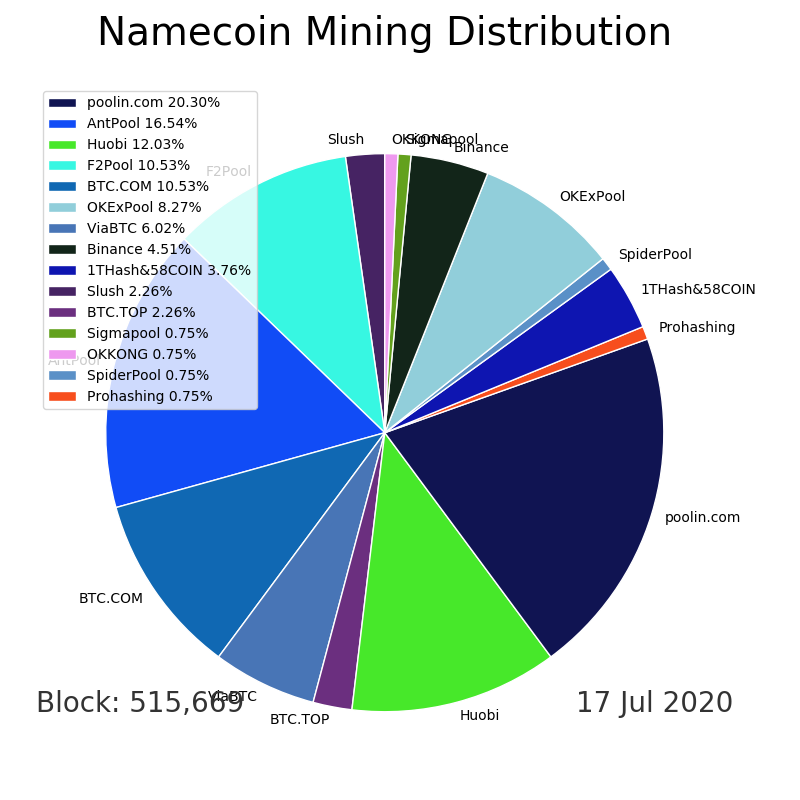 Namecoin Mining Distribution
poolin.com 20.30%
AntPool 16.54%
Huobi 12.03%
F2Pool 10.53%
BTC.COM 10.53%
OKExPool 8.27%
ViaBTC 6.02%
Binance 4.51%
1THash&58COIN 3.76%
Slush 2.26%
BTC.TOP 2.26%
Sigmapool 0.75%
OKKONG 0.75%
SpiderPool 0.75%
Prohashing 0.75%
Slush
OKKONG
Sigmapool
Binance
F2Pool
OKExPool
SpiderPool
1THash&58COIN
Prohashing
AntPool
poolin.com
BTC.COM
ViaBTC
BTC.TOP
Huobi
Block: 515,669
17 Jul 2020